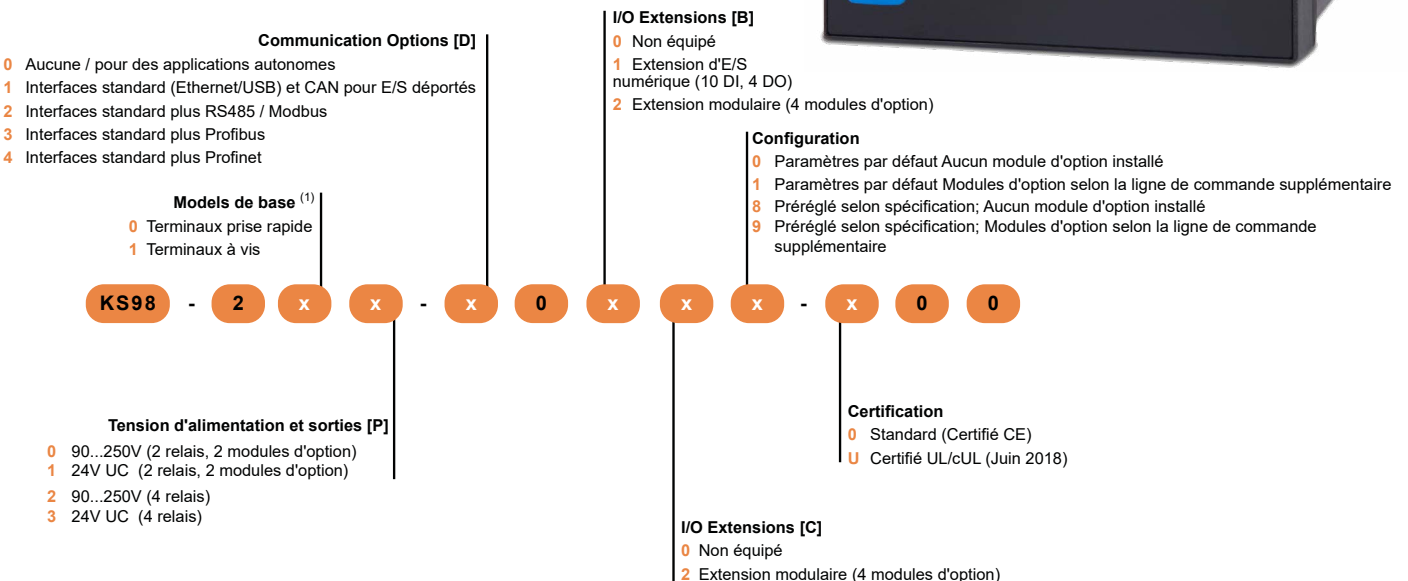 I/O Extensions [B]
0 Non équipé
1 Extension d'E/S
numérique (10 DI, 4 DO)
2 Extension modulaire (4 modules d'option)
Communication Options [D]
0 Aucune / pour des applications autonomes
1 Interfaces standard (Ethernet/USB) et CAN pour E/S déportés
2 Interfaces standard plus RS485 / Modbus
3 Interfaces standard plus Profibus
4 Interfaces standard plus Profinet
Configuration
0 Paramètres par défaut Aucun module d'option installé
1 Paramètres par défaut Modules d'option selon la ligne de commande supplémentaire
8 Préréglé selon spécification; Aucun module d'option installé
9 Préréglé selon spécification; Modules d'option selon la ligne de commande
supplémentaire
Models de base (1)
0 Terminaux prise rapide
1 Terminaux à vis
KS98 - 2 x x - x 0 x x x - x 0 0
Tension d'alimentation et sorties [P]
0 90...250V (2 relais, 2 modules d'option)
1 24V UC (2 relais, 2 modules d'option)
2 90...250V (4 relais)
3 24V UC (4 relais)
Certification
0 Standard (Certifié CE)
U Certifié UL/cUL (Juin 2018)
I/O Extensions [C]
0 Non équipé
2 Extension modulaire (4 modules d'option)